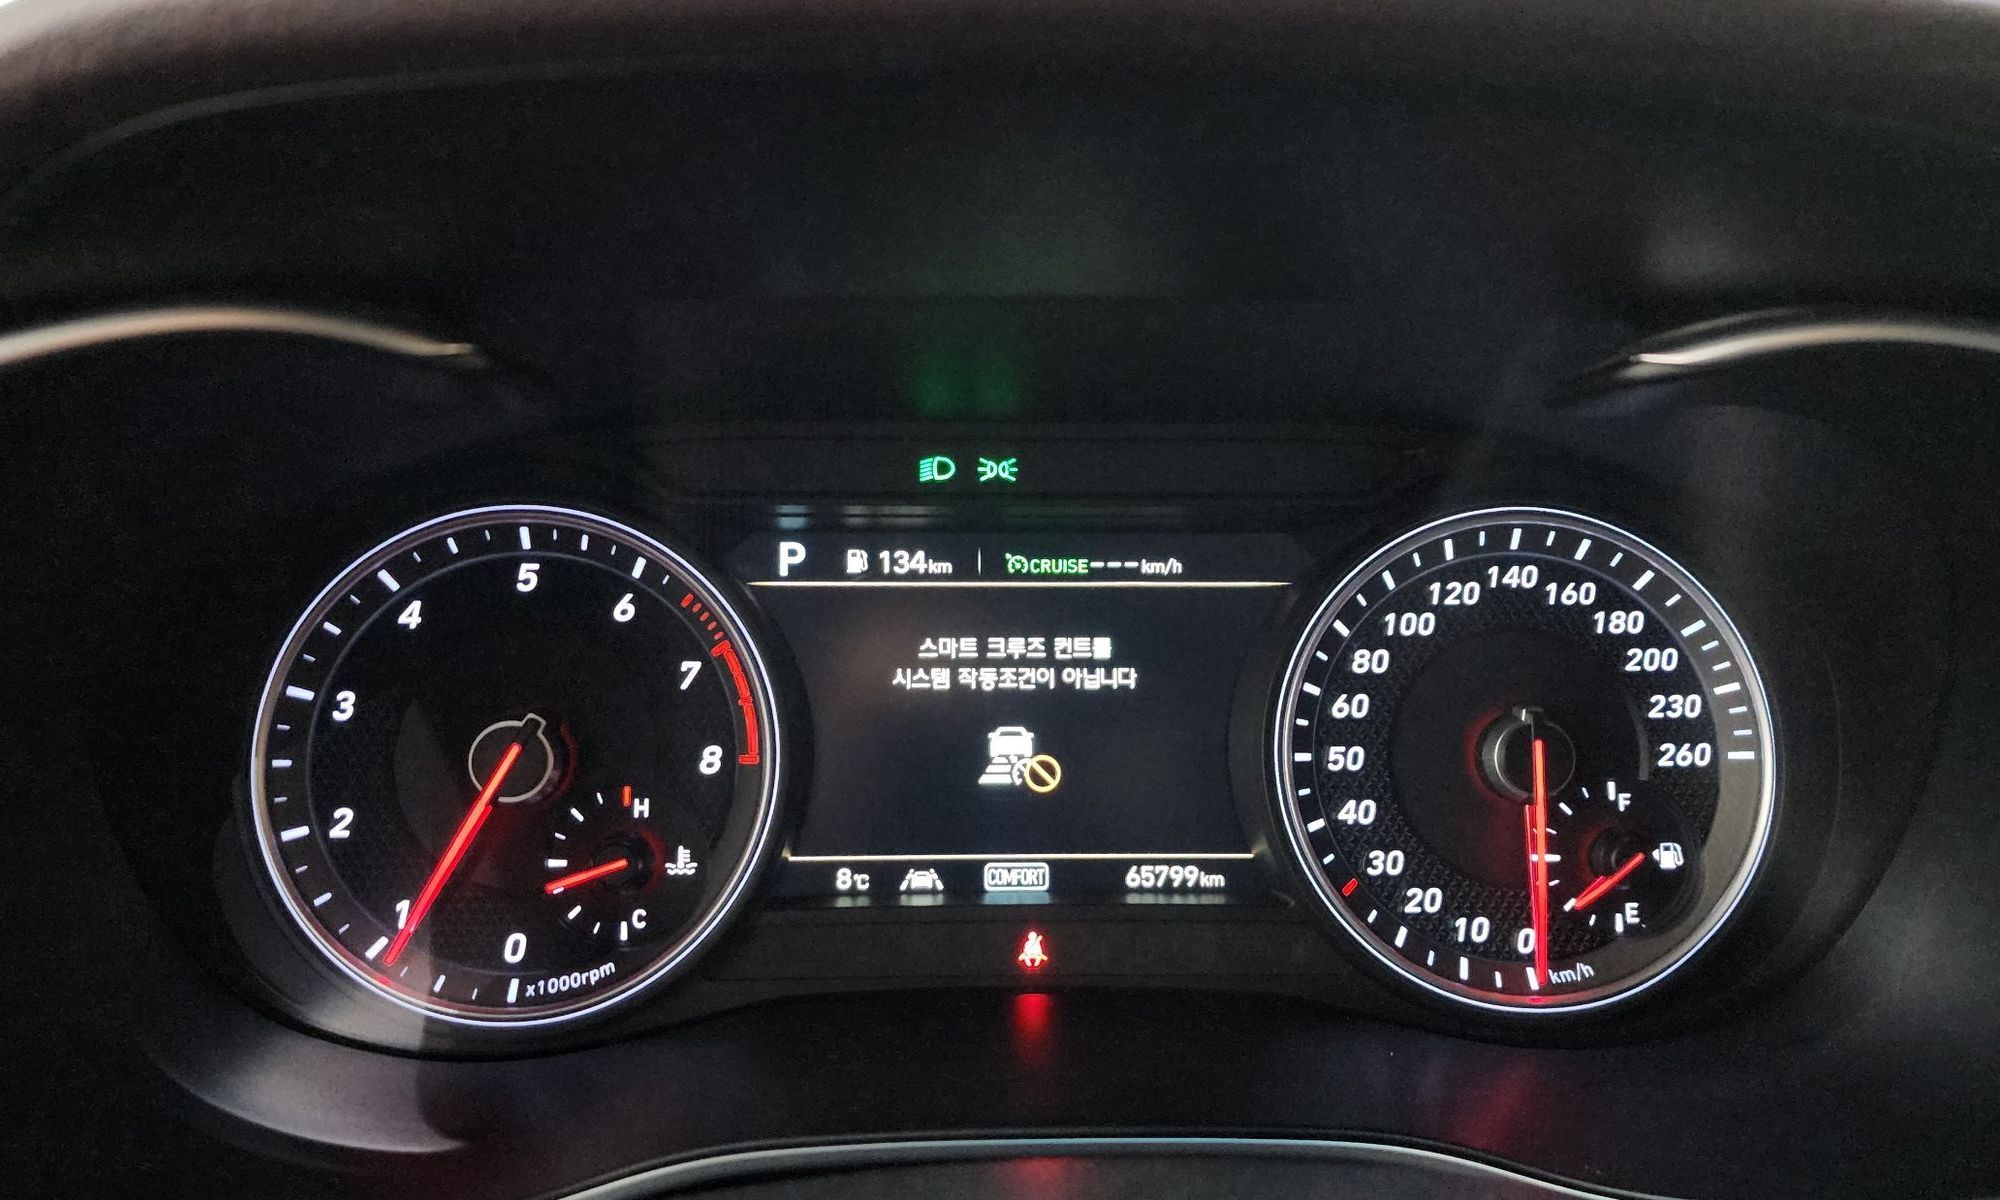 P 134km CRUISE---km/h
스마트 크루즈 컨트롤
시스템 작동조건이 아닙니다
8℃ COMFORT 65799km
0 1 2 3 4 5 6 7 8
x1000rpm
H
C
0 10 20 30 40 50 60 80 100 120 140 160 180 200 230 260
km/h
F
E